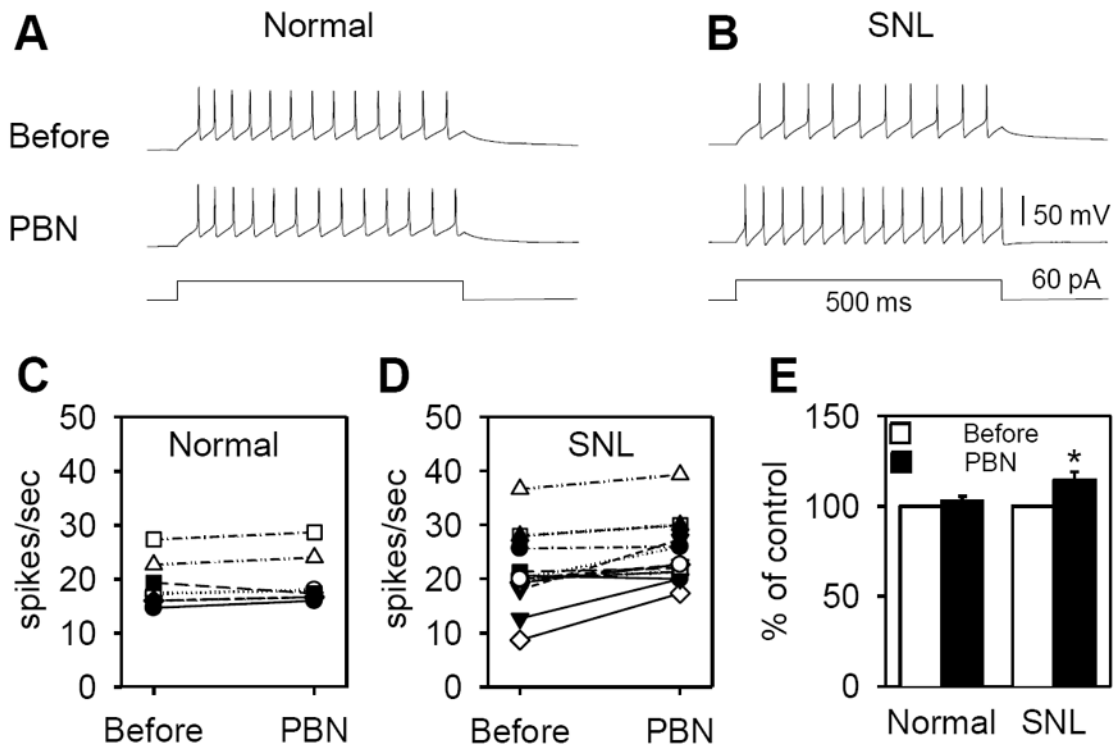 A Normal
B SNL
Before
PBN
50 mV
60 pA
500 ms
C
50
40
30
20
10
0
spikes/sec
Normal
Before PBN
D
50
40
30
20
10
0
spikes/sec
SNL
Before PBN
E
150
100
50
0
% of control
Before
PBN
*
Normal SNL